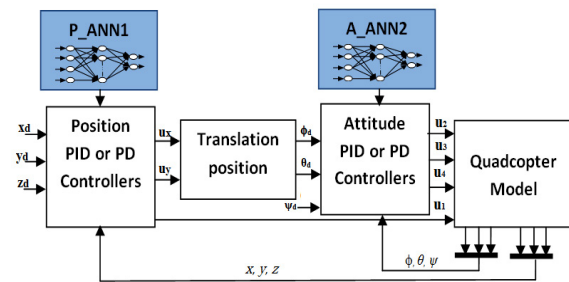 P_ANN1
A_ANN2
xd
yd
zd
Position
PID or PD
Controllers
ux
uy
Translation
position
ϕd
θd
ψd
Attitude
PID or PD
Controllers
u2
u3
u4
u1
Quadcopter
Model
ϕ, θ, ψ
x, y, z